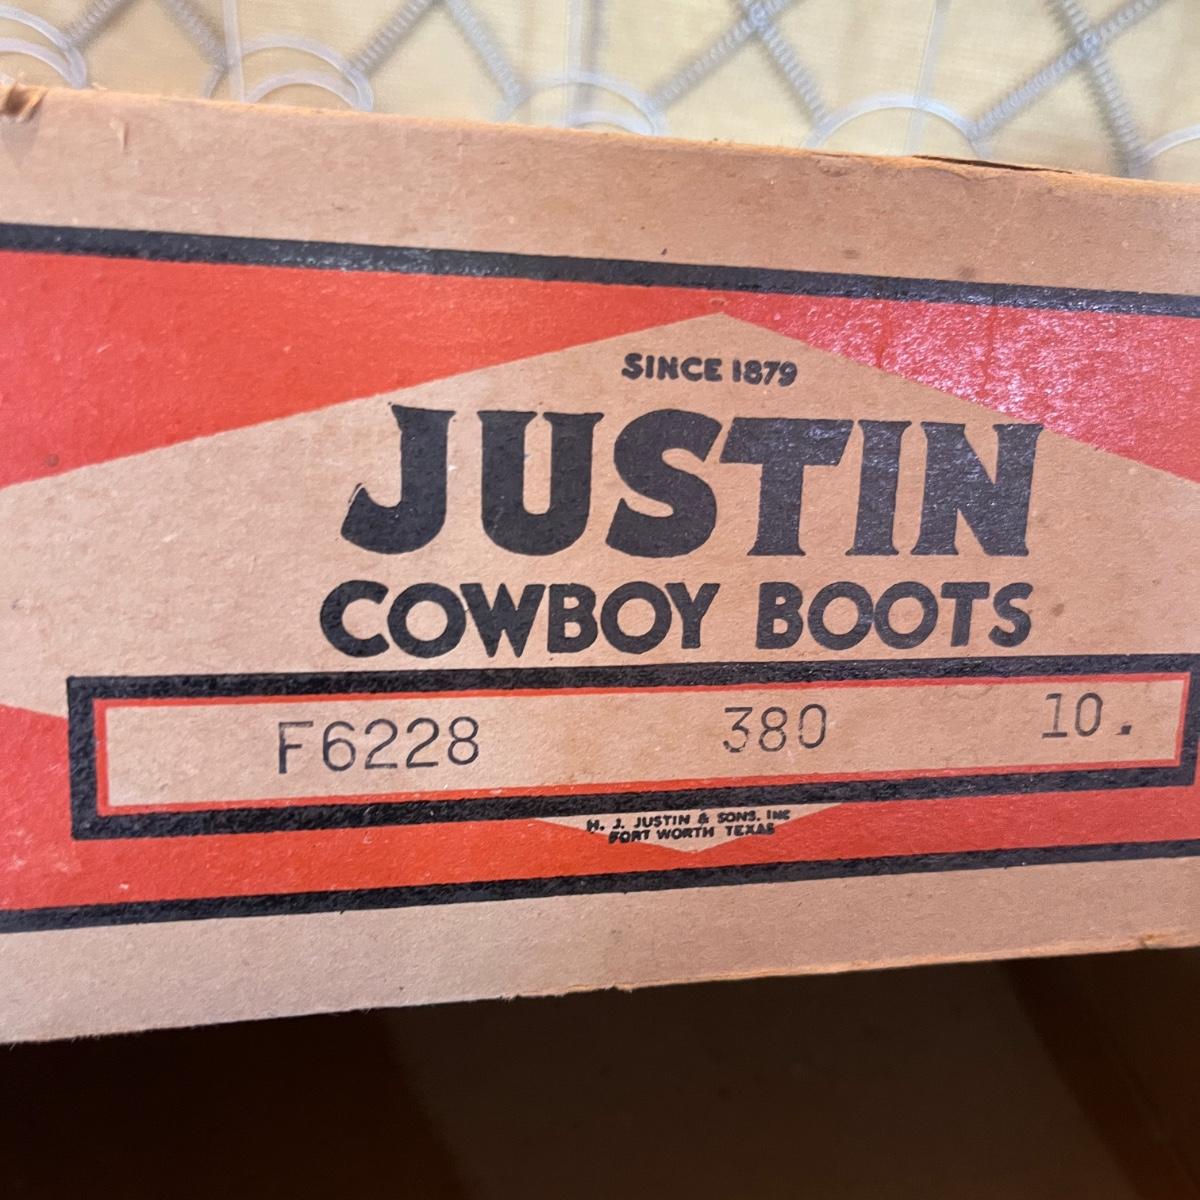 SINCE 1879
JUSTIN
COWBOY BOOTS
F6228 380 10.
H. J. JUSTIN & SONS. INC
FORT WORTH TEXAS